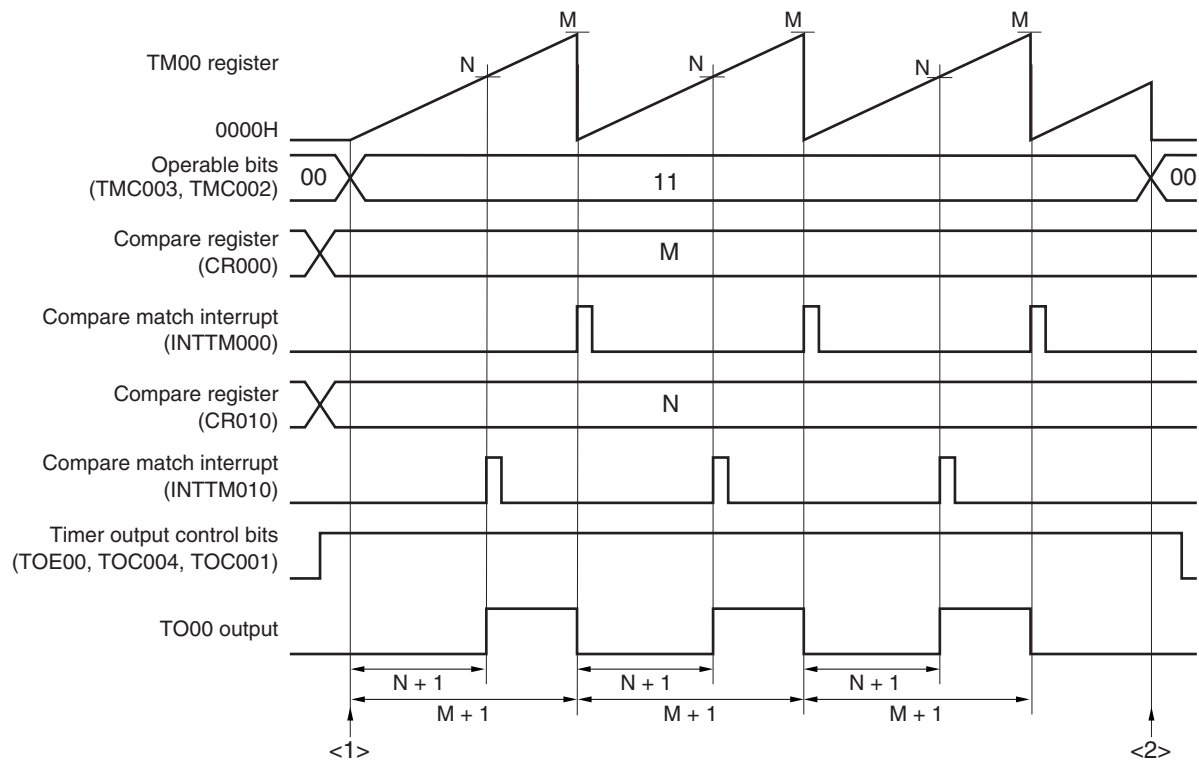 M M M
TM00 register
N N N
0000H
Operable bits
(TMC003, TMC002)
00 11 00
Compare register
(CR000)
M
Compare match interrupt
(INTTM000)
Compare register
(CR010)
N
Compare match interrupt
(INTTM010)
Timer output control bits
(TOE00, TOC004, TOC001)
TO00 output
N + 1 N + 1 N + 1
M + 1 M + 1 M + 1
<1> <2>